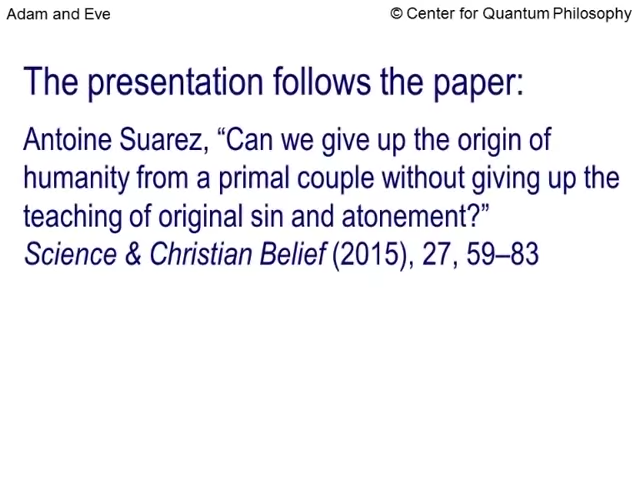 Adam and Eve
© Center for Quantum Philosophy
The presentation follows the paper:
Antoine Suarez, “Can we give up the origin of
humanity from a primal couple without giving up the
teaching of original sin and atonement?”
Science & Christian Belief (2015), 27, 59–83